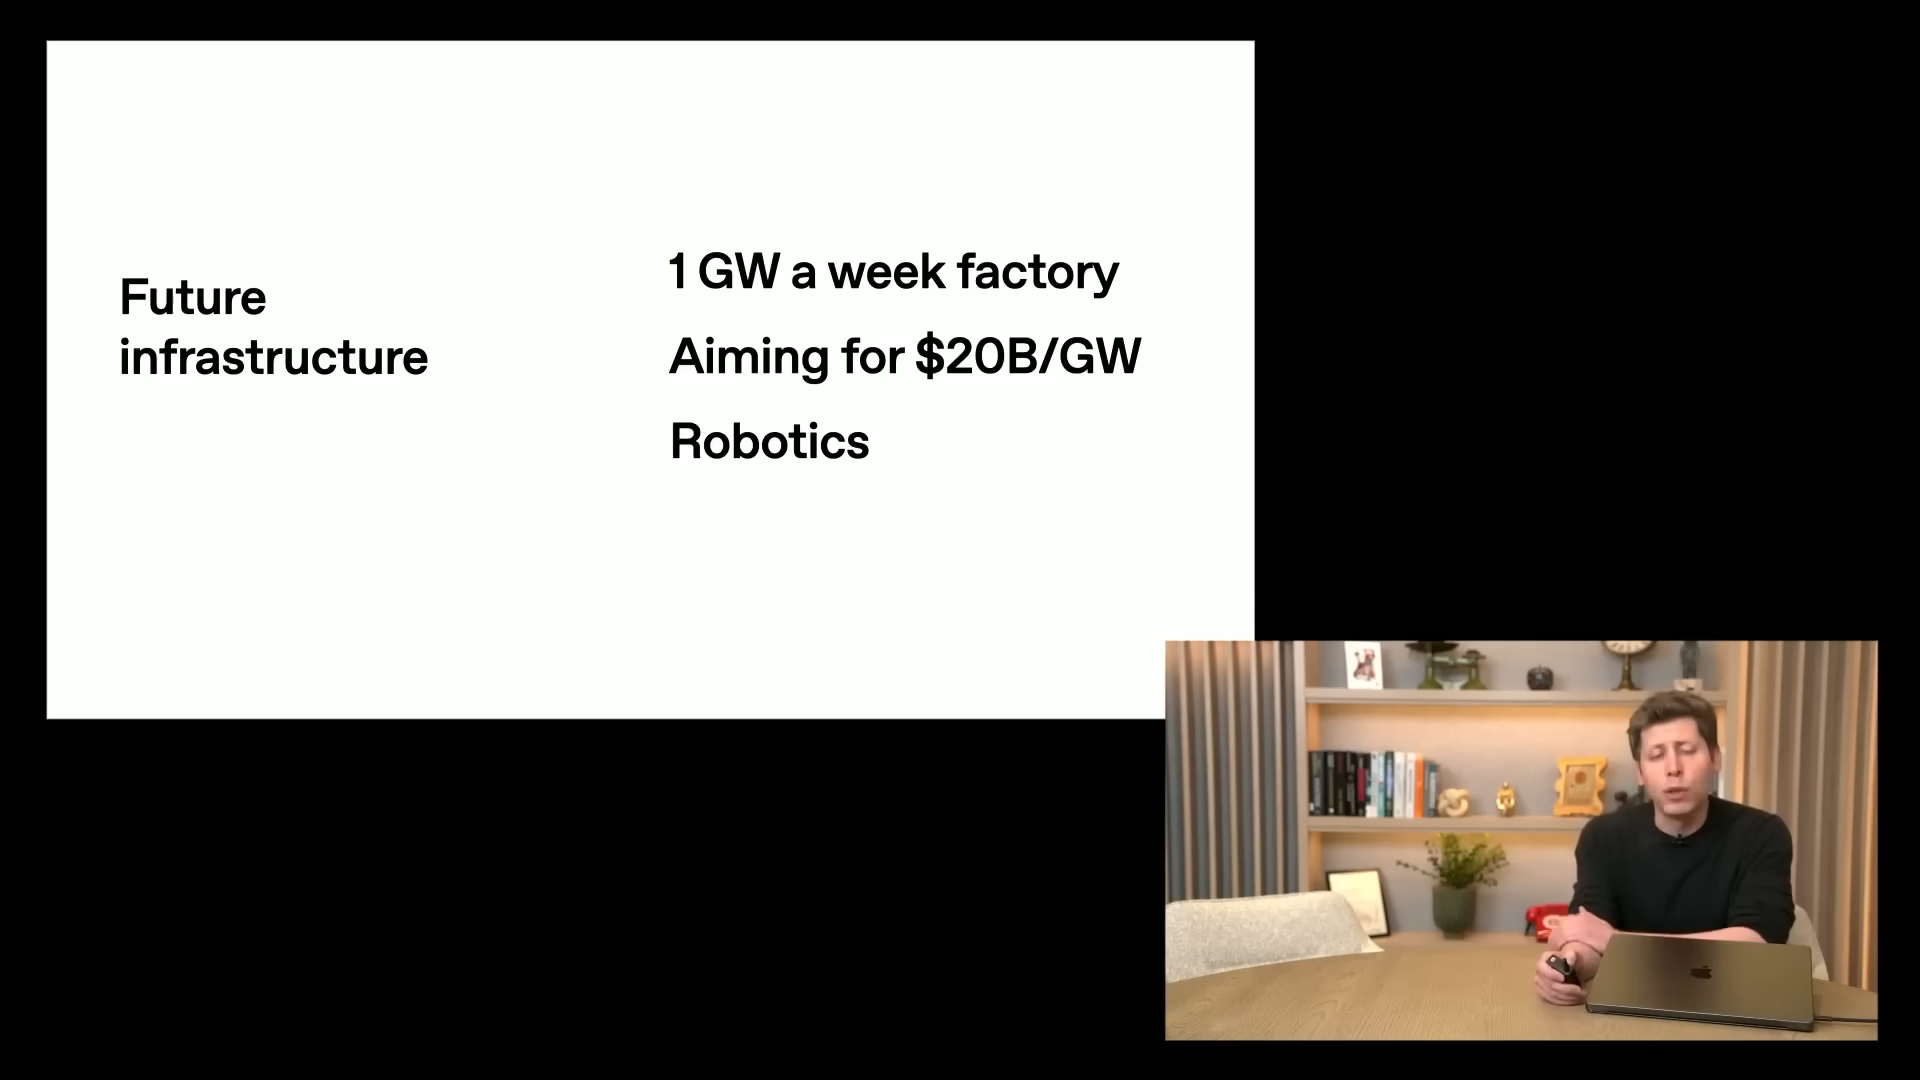 Future
infrastructure
1 GW a week factory
Aiming for $20B/GW
Robotics